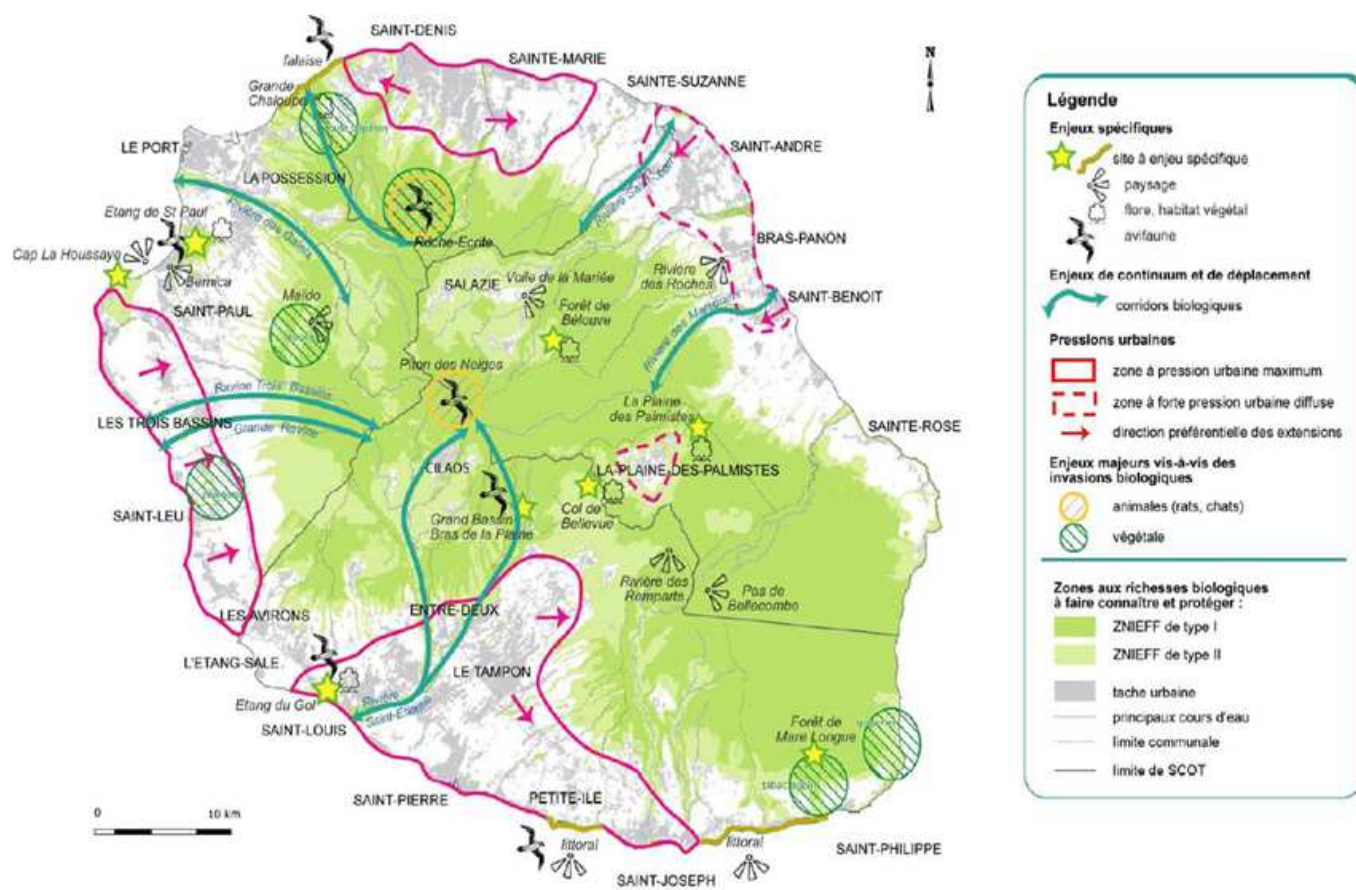 SAINT-DENIS
falaise
SAINTE-MARIE
Grande
Chaloupe
SAINTE-SUZANNE
N
LE PORT
SAINT-ANDRE
LA POSSESSION
Rivière des Galets
Etang de St Paul
Cap La Houssaye
Bernica
Roche-Ecrite
BRAS-PANON
Rivière
des Roches
Voile de la Mariée
SALAZIE
SAINT-BENOIT
SAINT-PAUL
Maïdo
Forêt de
Bélouve
Piton des Neiges
La Plaine
des Palmistes
Ravine Trois Bassins
LES TROIS BASSINS
Grande Ravine
SAINTE-ROSE
CILAOS
LA-PLAINE-DES-PALMISTES
SAINT-LEU
Grand Bassin
Bras de la Plaine
Col de
Bellevue
Rivière des
Remparts
Pas de
Bellecombe
LES AVIRONS
ENTRE-DEUX
L'ETANG-SALE
LE TAMPON
Etang du Gol
Rivière
Saint-Etienne
SAINT-LOUIS
Forêt de
Mare Longue
SAINT-PIERRE
PETITE-ILE
0 10 km
littoral
littoral
SAINT-PHILIPPE
SAINT-JOSEPH
Légende
Enjeux spécifiques
site à enjeu spécifique
paysage
flore, habitat végétal
avifaune
Enjeux de continuum et de déplacement
corridors biologiques
Pressions urbaines
zone à pression urbaine maximum
zone à forte pression urbaine diffuse
direction préférentielle des extensions
Enjeux majeurs vis-à-vis des
invasions biologiques
animales (rats, chats)
végétale
Zones aux richesses biologiques
à faire connaître et protéger :
ZNIEFF de type I
ZNIEFF de type II
tache urbaine
principaux cours d'eau
limite communale
limite de SCOT